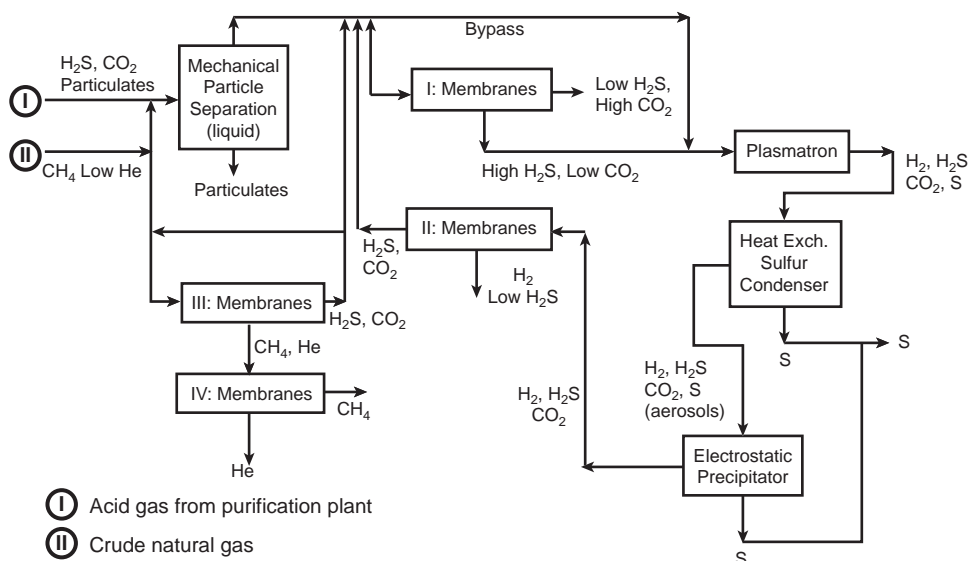 Bypass
H₂S, CO₂
Particulates
I
Mechanical
Particle
Separation
(liquid)
I: Membranes
Low H₂S,
High CO₂
II
CH₄ Low He
Particulates
High H₂S, Low CO₂
Plasmatron
H₂, H₂S
CO₂, S
II: Membranes
H₂S,
CO₂
H₂
Low H₂S
Heat Exch.
Sulfur
Condenser
III: Membranes
H₂S, CO₂
CH₄, He
S
S
IV: Membranes
CH₄
H₂, H₂S
CO₂
H₂, H₂S
CO₂, S
(aerosols)
He
Electrostatic
Precipitator
S
I Acid gas from purification plant
II Crude natural gas